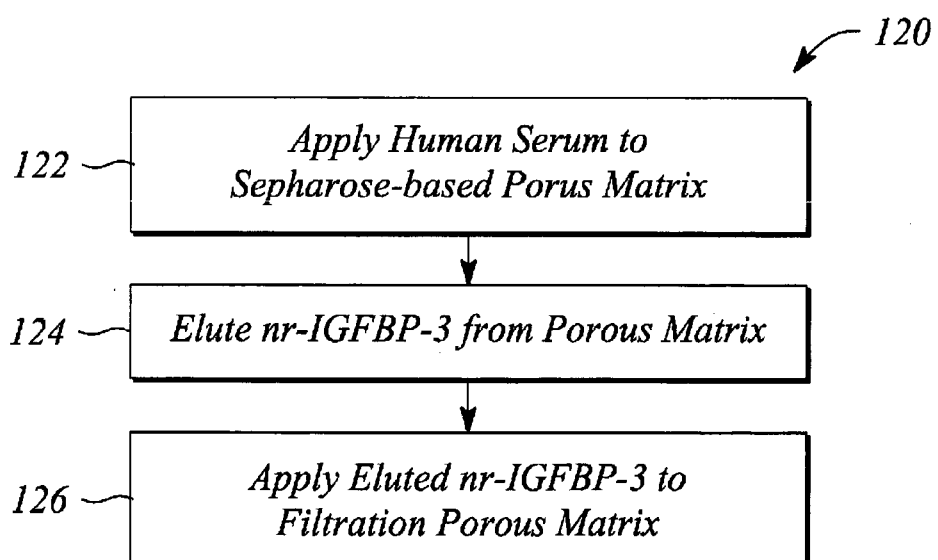 120
122
Apply Human Serum to
Sepharose-based Porus Matrix
124
Elute nr-IGFBP-3 from Porous Matrix
126
Apply Eluted nr-IGFBP-3 to
Filtration Porous Matrix